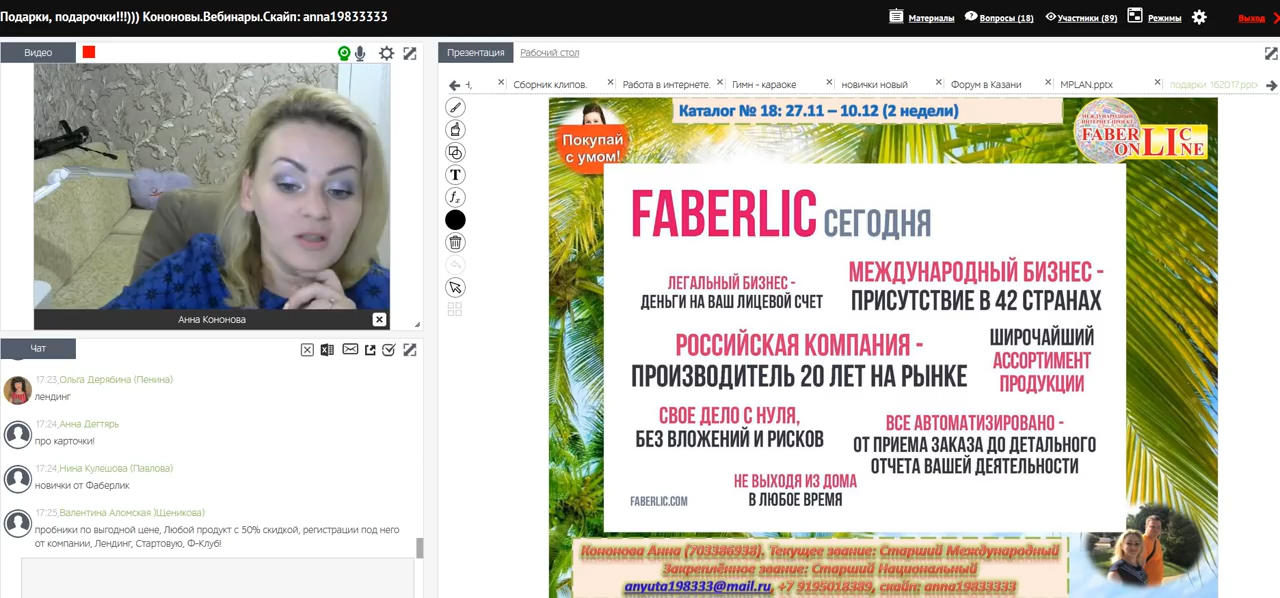 Подарки, подарочки!!!))) Кононовы.Вебинары.Скайп: anna19833333
Материалы
Вопросы (18)
Участники (89)
Режимы
Выход
Видео
Анна Кононова
Чат
17:23,Ольга Дерябина (Пенина)
лендинг
17:24,Анна Дегтярь
про карточки!
17:24,Нина Кулешова (Павлова)
новички от Фаберлик
17:25,Валентина Аломская )Щеникова)
пробники по выгодной цене, Любой продукт с 50% скидкой, регистрации под него
от компании, Лендинг, Стартовую, Ф-Клуб!
Презентация
Рабочий стол
Сборник клипов.
Работа в интернете.
Гимн - караоке
новички новый
Форум в Казани
MPLAN.pptx
подарки 162017.pptx
Каталог № 18: 27.11 – 10.12 (2 недели)
Покупай
с умом!
МЕЖДУНАРОДНЫЙ
ИНТЕРНЕТ-ПРОЕКТ
FABERLIC
ONLINE
FABERLIC СЕГОДНЯ
ЛЕГАЛЬНЫЙ БИЗНЕС -
ДЕНЬГИ НА ВАШ ЛИЦЕВОЙ СЧЕТ
МЕЖДУНАРОДНЫЙ БИЗНЕС -
ПРИСУТСТВИЕ В 42 СТРАНАХ
РОССИЙСКАЯ КОМПАНИЯ -
ПРОИЗВОДИТЕЛЬ 20 ЛЕТ НА РЫНКЕ
ШИРОЧАЙШИЙ
АССОРТИМЕНТ
ПРОДУКЦИИ
СВОЕ ДЕЛО С НУЛЯ,
БЕЗ ВЛОЖЕНИЙ И РИСКОВ
ВСЕ АВТОМАТИЗИРОВАНО -
ОТ ПРИЕМА ЗАКАЗА ДО ДЕТАЛЬНОГО
ОТЧЕТА ВАШЕЙ ДЕЯТЕЛЬНОСТИ
НЕ ВЫХОДЯ ИЗ ДОМА
В ЛЮБОЕ ВРЕМЯ
FABERLIC.COM
Кононова Анна (703386938). Текущее звание: Старший Международный
Закреплённое звание: Старший Национальный
anyuta198333@mail.ru, +7 9195018389, скайп: anna19833333